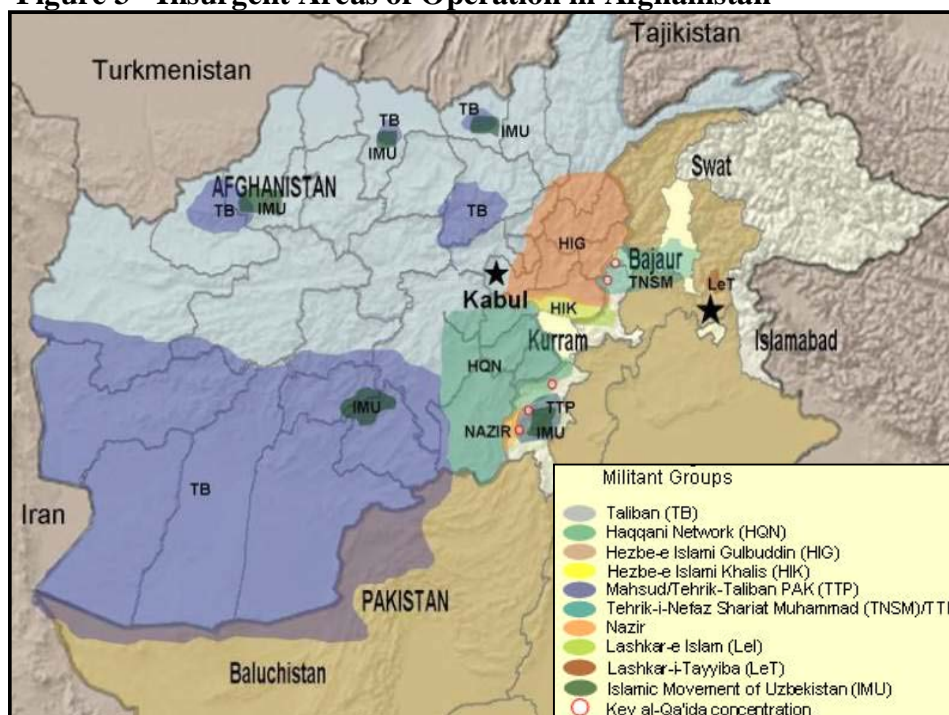 Figure 3 - Insurgent Areas of Operation in Afghanistan
Tajikistan
Turkmenistan
TB
IMU
TB
IMU
Swat
AFGHANISTAN
TB
IMU
TB
HIG
Bajaur
TNSM
LeT
Kabul
HIK
Kurram
Islamabad
HQN
IMU
TTP
NAZIR
IMU
TB
Iran
PAKISTAN
Baluchistan
Militant Groups
Taliban (TB)
Haqqani Network (HQN)
Hezbe-e Islami Gulbuddin (HIG)
Hezbe-e Islami Khalis (HIK)
Mahsud/Tehrik-Taliban PAK (TTP)
Tehrik-i-Nefaz Shariat Muhammad (TNSM)/TT
Nazir
Lashkar-e Islam (LeI)
Lashkar-i-Tayyiba (LeT)
Islamic Movement of Uzbekistan (IMU)
Key al-Qa'ida concentration